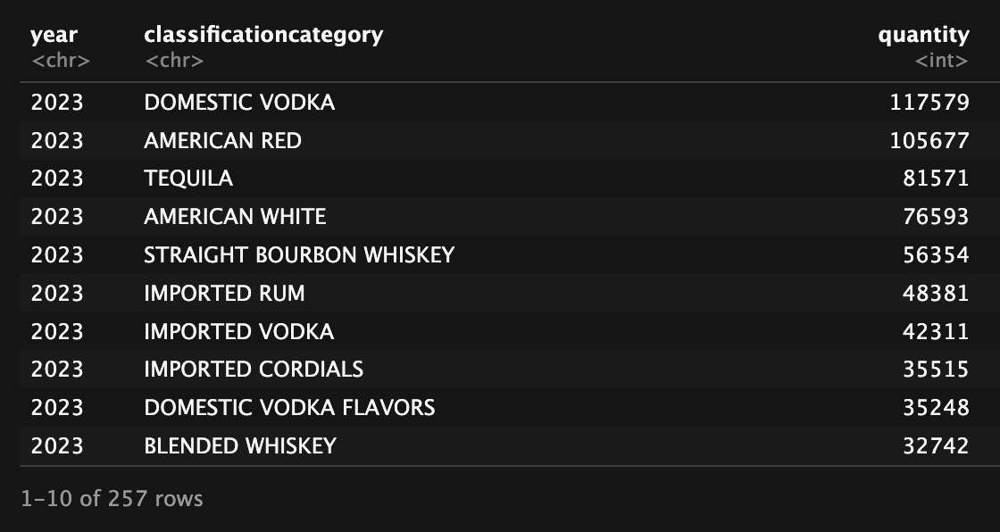 year classificationcategory quantity
<chr> <chr> <int>
2023 DOMESTIC VODKA 117579
2023 AMERICAN RED 105677
2023 TEQUILA 81571
2023 AMERICAN WHITE 76593
2023 STRAIGHT BOURBON WHISKEY 56354
2023 IMPORTED RUM 48381
2023 IMPORTED VODKA 42311
2023 IMPORTED CORDIALS 35515
2023 DOMESTIC VODKA FLAVORS 35248
2023 BLENDED WHISKEY 32742
1–10 of 257 rows